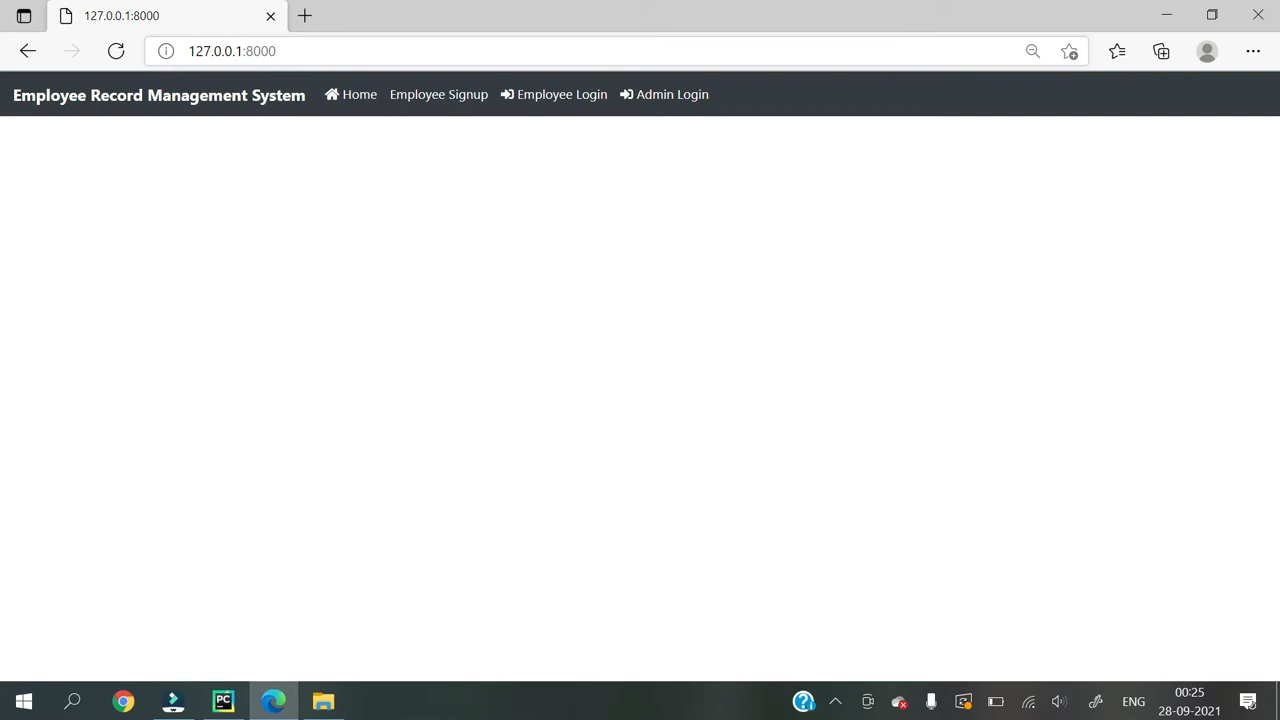 127.0.0.1:8000
127.0.0.1:8000
Employee Record Management System Home Employee Signup Employee Login Admin Login
PC
ENG
00:25
28-09-2021